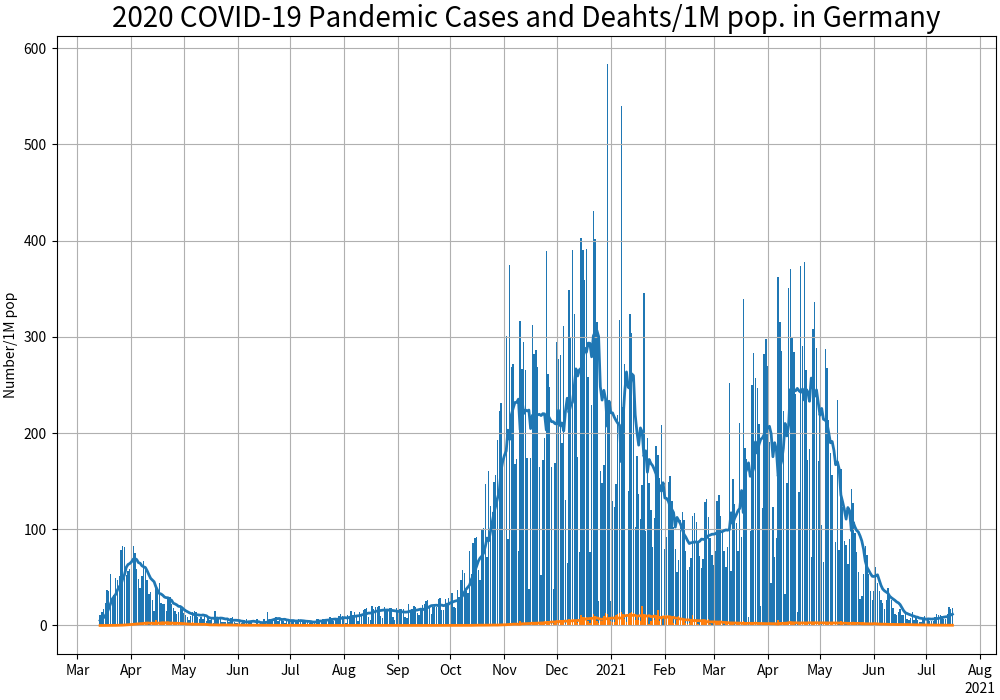 2020 COVID-19 Pandemic Cases and Deahts/1M pop. in Germany
Number/1M pop
600
500
400
300
200
100
0
Mar Apr May Jun Jul Aug Sep Oct Nov Dec 2021 Feb Mar Apr May Jun Jul Aug
2021